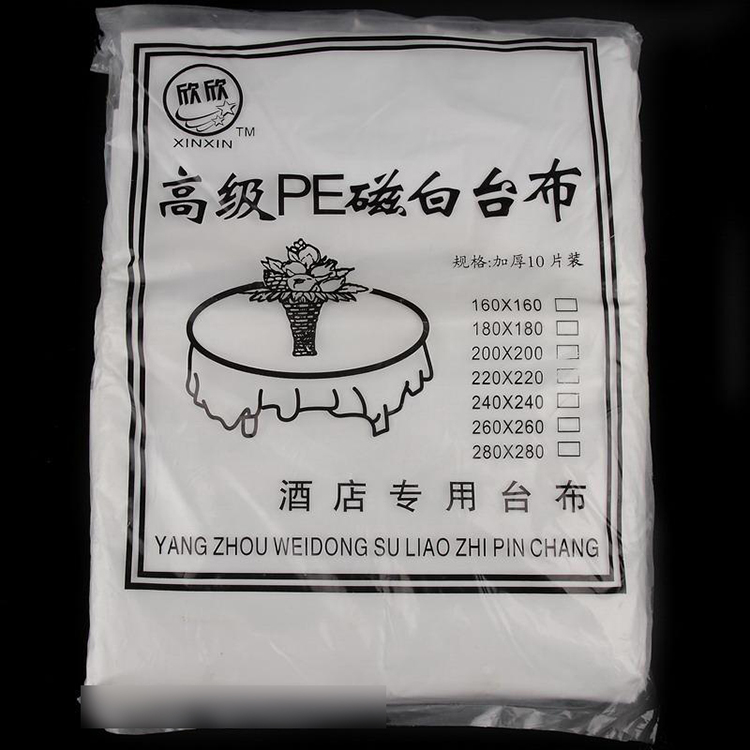 欣欣
TM
XINXIN
高级PE磁白台布
规格:加厚10片装
160X160
180X180
200X200
220X220
240X240
260X260
280X280
酒店专用台布
YANG ZHOU WEIDONG SU LIAO ZHI PIN CHANG